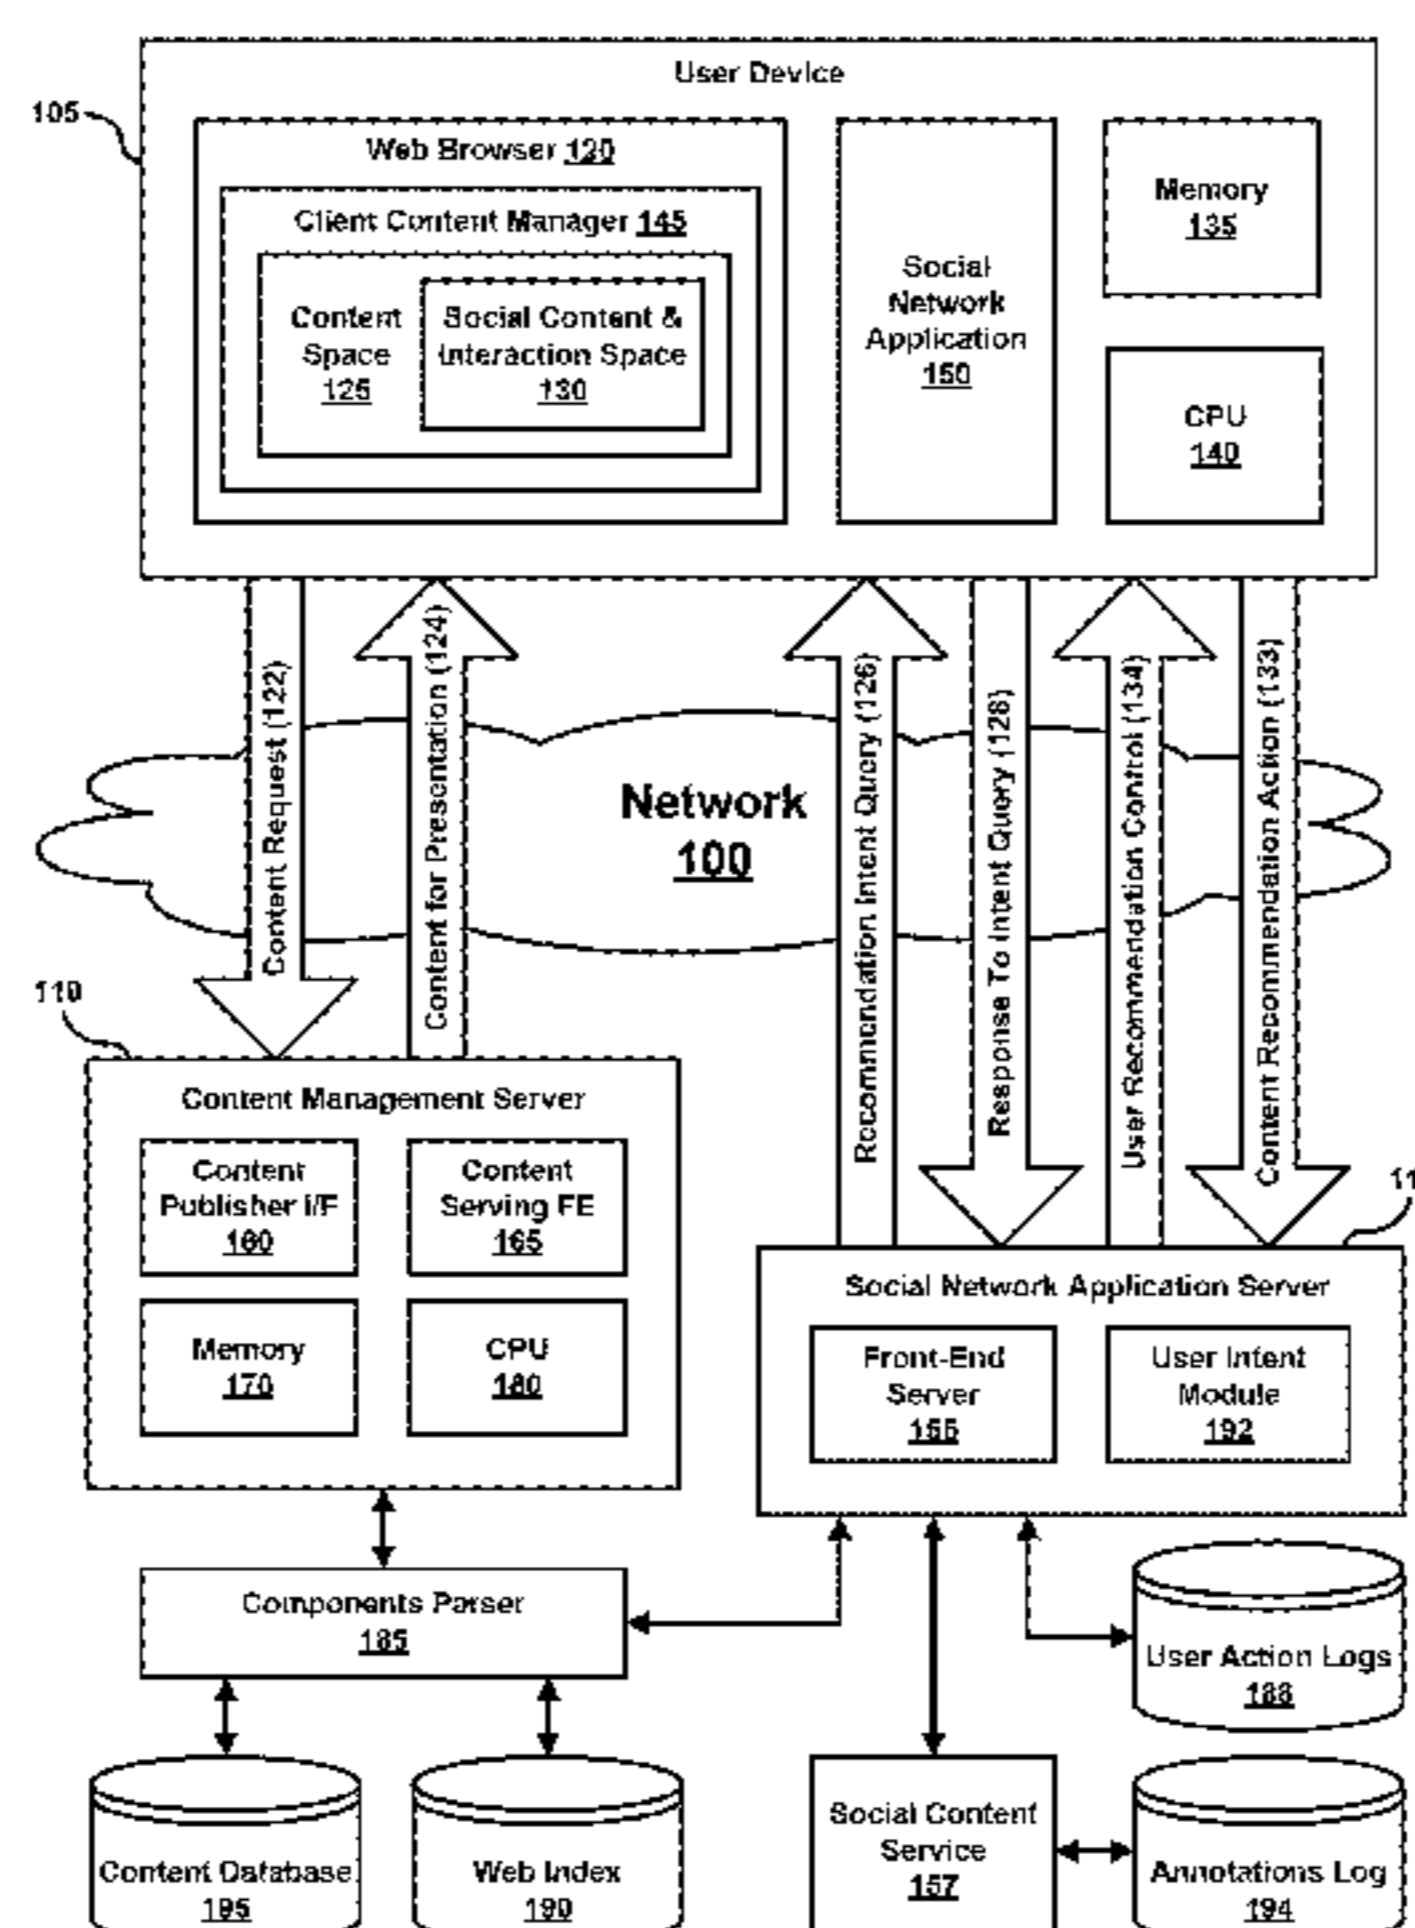 User Device
105
Web Browser 120
Client Content Manager 145
Content
Space
125
Social Content &
Interaction Space
130
Social
Network
Application
150
Memory
135
CPU
140
Content Request (122)
Content for Presentation (124)
Recommendation Intent Query (126)
Response To Intent Query (128)
User Recommendation Control (134)
Content Recommendation Action (133)
Network
100
110
Content Management Server
Content
Publisher I/F
160
Content
Serving FE
165
Memory
170
CPU
180
11
Social Network Application Server
Front-End
Server
155
User Intent
Module
192
Components Parser
185
User Action Logs
188
Content Database
195
Web Index
190
Social Content
Service
157
Annotations Log
194